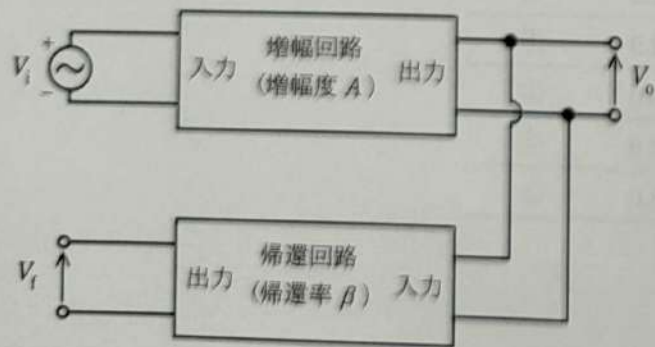 増幅回路
入力 (増幅度 A) 出力
+
V_i
−
V_o
帰還回路
出力 (帰還率 β) 入力
V_f